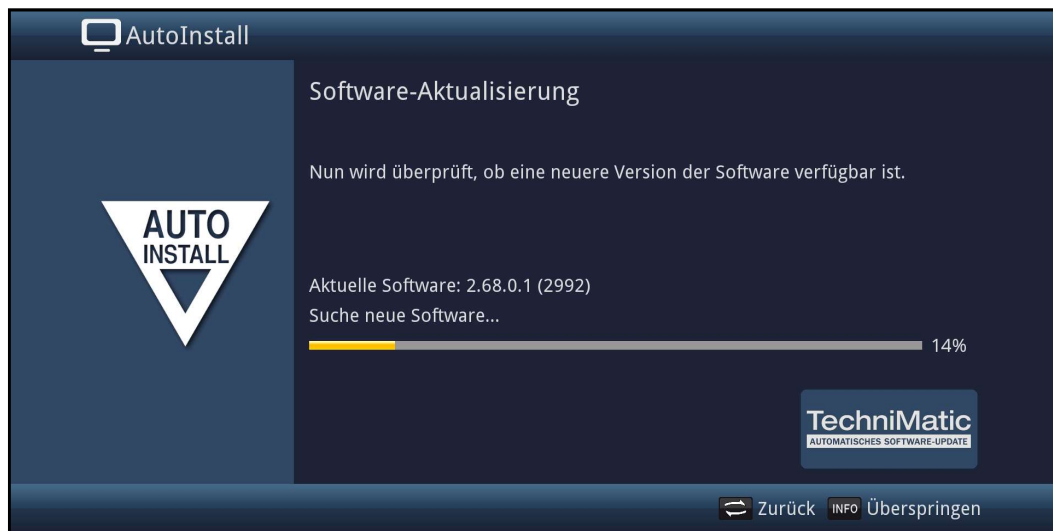 AutoInstall
Software-Aktualisierung
Nun wird überprüft, ob eine neuere Version der Software verfügbar ist.
AUTO
INSTALL
Aktuelle Software: 2.68.0.1 (2992)
Suche neue Software...
14%
TechniMatic
AUTOMATISCHES SOFTWARE-UPDATE
Zurück INFO Überspringen